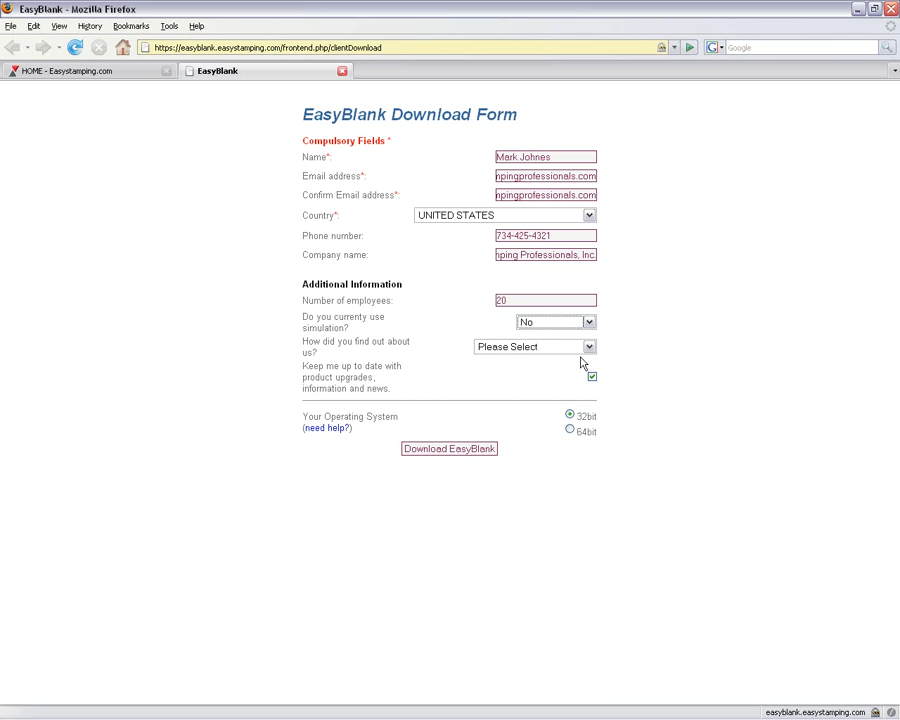 EasyBlank - Mozilla Firefox
File Edit View History Bookmarks Tools Help
https://easyblank.easystamping.com/frontend.php/clientDownload
G Google
HOME - Easystamping.com
EasyBlank
EasyBlank Download Form
Compulsory Fields *
Name*: Mark Johnes
Email address*: npingprofessionals.com
Confirm Email address*: npingprofessionals.com
Country*: UNITED STATES
Phone number: 734-425-4321
Company name: nping Professionals, Inc.
Additional Information
Number of employees: 20
Do you currenty use
simulation? No
How did you find out about
us? Please Select
Keep me up to date with
product upgrades,
information and news.
Your Operating System 32bit
(need help?) 64bit
Download EasyBlank
easyblank.easystamping.com